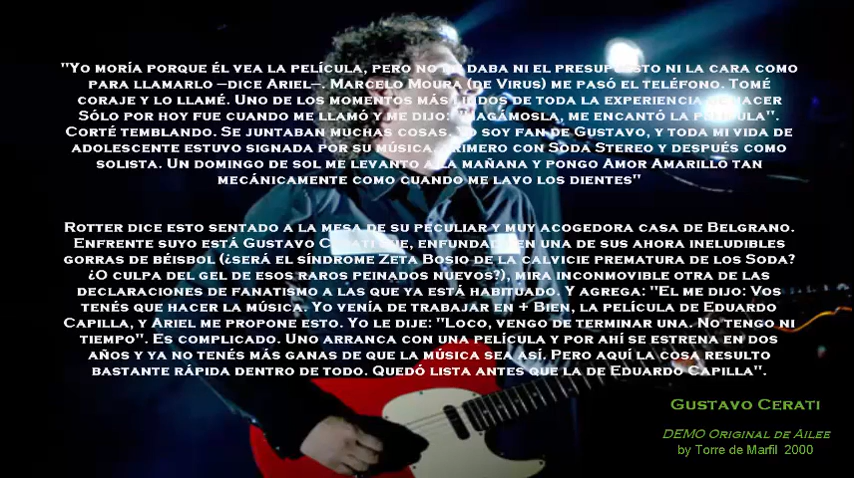 "Yo moría porque él vea la película, pero no me daba ni el presupuesto ni la cara como
para llamarlo –dice Ariel–. Marcelo Moura (de Virus) me pasó el teléfono. Tomé
coraje y lo llamé. Uno de los momentos más lindos de toda la experiencia de hacer
Sólo por hoy fue cuando me llamó y me dijo: "Hagámosla, me encantó la película".
Corté temblando. Se juntaban muchas cosas. Yo soy fan de Gustavo, y toda mi vida de
adolescente estuvo signada por su música, primero con Soda Stereo y después como
solista. Un domingo de sol me levanto a la mañana y pongo Amor Amarillo tan
mecánicamente como cuando me lavo los dientes"
Rotter dice esto sentado a la mesa de su peculiar y muy acogedora casa de Belgrano.
Enfrente suyo está Gustavo Cerati que, enfundado en una de sus ahora ineludibles
gorras de béisbol (¿será el síndrome Zeta Bosio de la calvicie prematura de los Soda?
¿O culpa del gel de esos raros peinados nuevos?), mira inconmovible otra de las
declaraciones de fanatismo a las que ya está habituado. Y agrega: "El me dijo: Vos
tenés que hacer la música. Yo venía de trabajar en + Bien, la película de Eduardo
Capilla, y Ariel me propone esto. Yo le dije: "Loco, vengo de terminar una. No tengo ni
tiempo". Es complicado. Uno arranca con una película y por ahí se estrena en dos
años y ya no tenés más ganas de que la música sea así. Pero aquí la cosa resulto
bastante rápida dentro de todo. Quedó lista antes que la de Eduardo Capilla".
Gustavo Cerati
DEMO Original de Ailee
by Torre de Marfil 2000